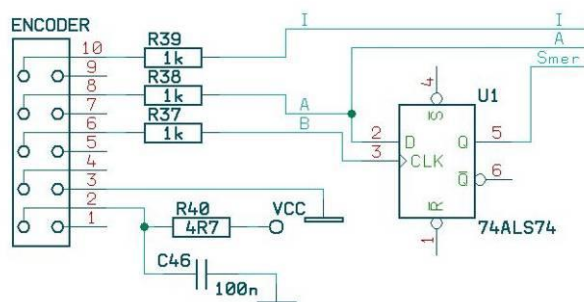 ENCODER
10
9
8
7
6
5
4
3
2
1
R39
1k
R38
1k
R37
1k
I
I
A
Smer
A
B
R40
4R7
VCC
C46
100n
U1
4
S
2
D
Q
5
3
CLK
Q
6
R
1
74ALS74